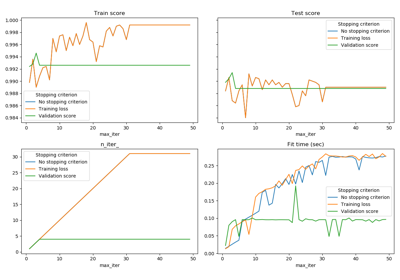 Train score
Test score
1.000
0.998
0.996
0.994
0.992
0.990
0.988
0.986
0.984
Stopping criterion
No stopping criterion
Training loss
Validation score
Stopping criterion
No stopping criterion
Training loss
Validation score
0 10 20 30 40 50
max_iter
0 10 20 30 40 50
max_iter
n_iter_
Fit time (sec)
30
25
20
15
10
5
0
Stopping criterion
No stopping criterion
Training loss
Validation score
0.25
0.20
0.15
0.10
0.05
0.00
Stopping criterion
No stopping criterion
Training loss
Validation score
0 10 20 30 40 50
max_iter
0 10 20 30 40 50
max_iter